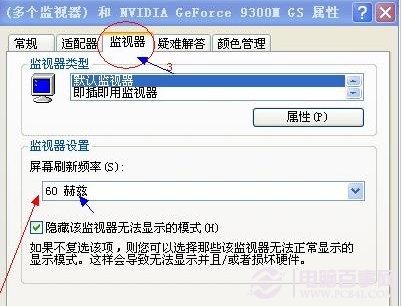 (多个监视器) 和 NVIDIA GeForce 9300M GS 属性
常规 适配器 监视器 疑难解答 颜色管理
3
监视器类型
默认监视器
即插即用监视器
属性(P)
监视器设置
屏幕刷新频率(S):
60 赫兹
隐藏该监视器无法显示的模式(H)
如果不复选该项，则您可以选择那些该监视器无法正常显示的
显示模式。这样会导致无法显示并且/或者损坏硬件。
电脑百事网
PC841.COM